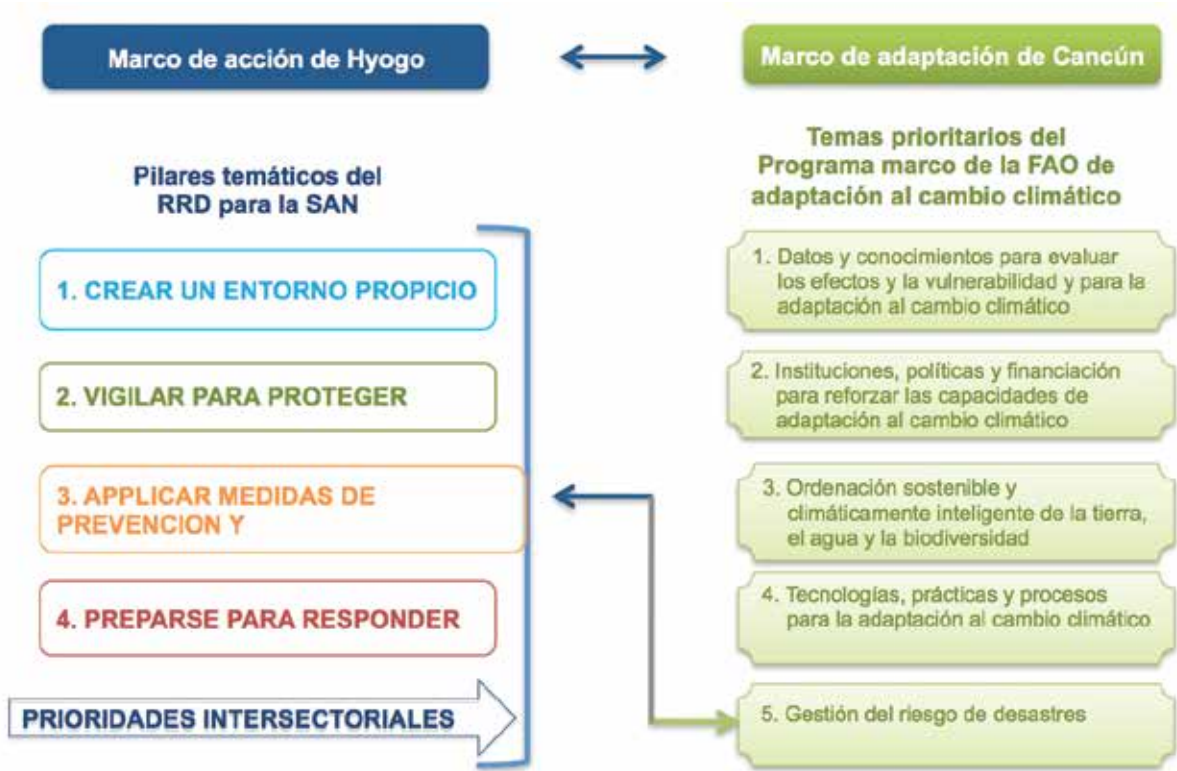 Marco de acción de Hyogo
Marco de adaptación de Cancún
Pilares temáticos del
RRD para la SAN
1. CREAR UN ENTORNO PROPICIO
2. VIGILAR PARA PROTEGER
3. APPLICAR MEDIDAS DE
PREVENCION Y
4. PREPARSE PARA RESPONDER
PRIORIDADES INTERSECTORIALES
Temas prioritarios del
Programa marco de la FAO de
adaptación al cambio climático
1. Datos y conocimientos para evaluar
los efectos y la vulnerabilidad y para la
adaptación al cambio climático
2. Instituciones, políticas y financiación
para reforzar las capacidades de
adaptación al cambio climático
3. Ordenación sostenible y
climáticamente inteligente de la tierra,
el agua y la biodiversidad
4. Tecnologías, prácticas y procesos
para la adaptación al cambio climático
5. Gestión del riesgo de desastres